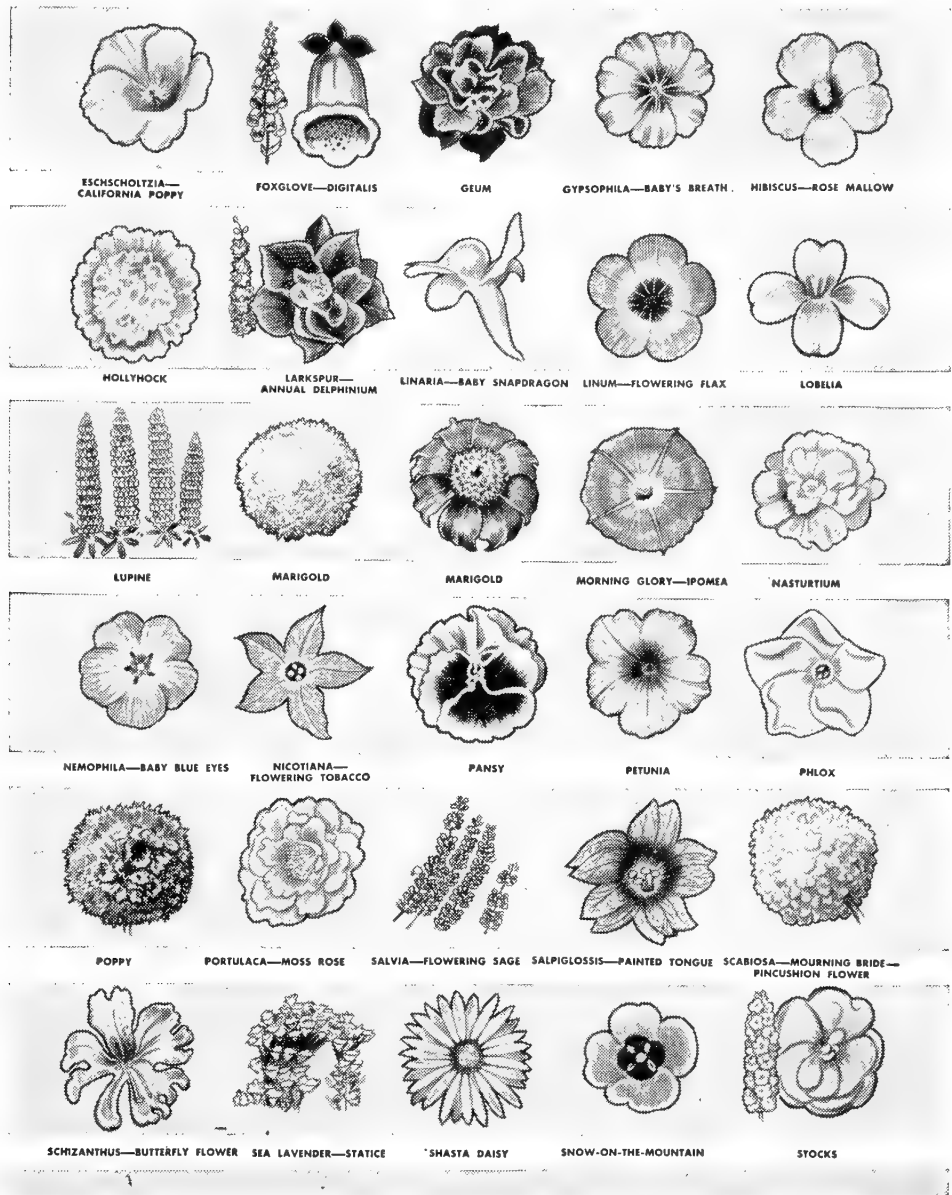 ESCHSCHOLTZIA—
CALIFORNIA POPPY
FOXGLOVE—DIGITALIS
GEUM
GYPSOPHILA—BABY'S BREATH
HIBISCUS—ROSE MALLOW
HOLLYHOCK
LARKSPUR—
ANNUAL DELPHINIUM
LINARIA—BABY SNAPDRAGON
LINUM—FLOWERING FLAX
LOBELIA
LUPINE
MARIGOLD
MARIGOLD
MORNING GLORY—IPOMEA
NASTURTIUM
NEMOPHILA—BABY BLUE EYES
NICOTIANA—
FLOWERING TOBACCO
PANSY
PETUNIA
PHLOX
POPPY
PORTULACA—MOSS ROSE
SALVIA—FLOWERING SAGE
SALPIGLOSSIS—PAINTED TONGUE
SCABIOSA—MOURNING BRIDE—
PINCUSHION FLOWER
SCHIZANTHUS—BUTTERFLY FLOWER
SEA LAVENDER—STATICE
SHASTA DAISY
SNOW-ON-THE-MOUNTAIN
STOCKS